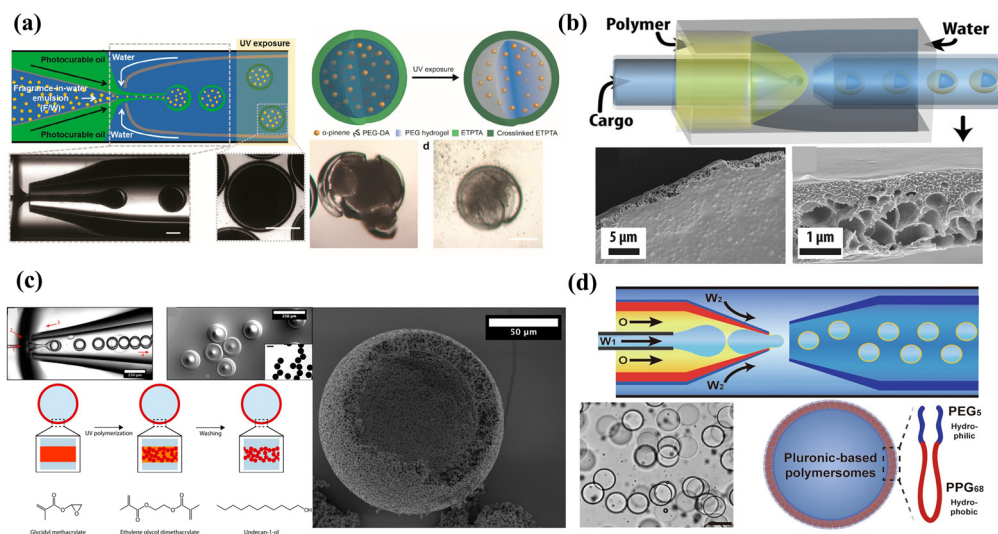 (a)
UV exposure
Photocurable oil
Water
Fragrance-in-water
emulsion
(F/W)
Photocurable oil
Water
UV exposure
α-pinene
PEG-DA
PEG hydrogel
ETPTA
Crosslinked ETPTA
d
(b)
Polymer
Water
Cargo
5 µm
1 µm
(c)
250 µm
250 µm
50 µm
UV polymerization
Washing
O
O
O
O
O
O
O
OH
Glycidyl methacrylate
Ethylene glycol dimethacrylate
Undecan-1-ol
(d)
W2
O
W1
O
W2
Pluronic-based
polymersomes
PEG5
Hydro-
philic
PPG68
Hydro-
phobic